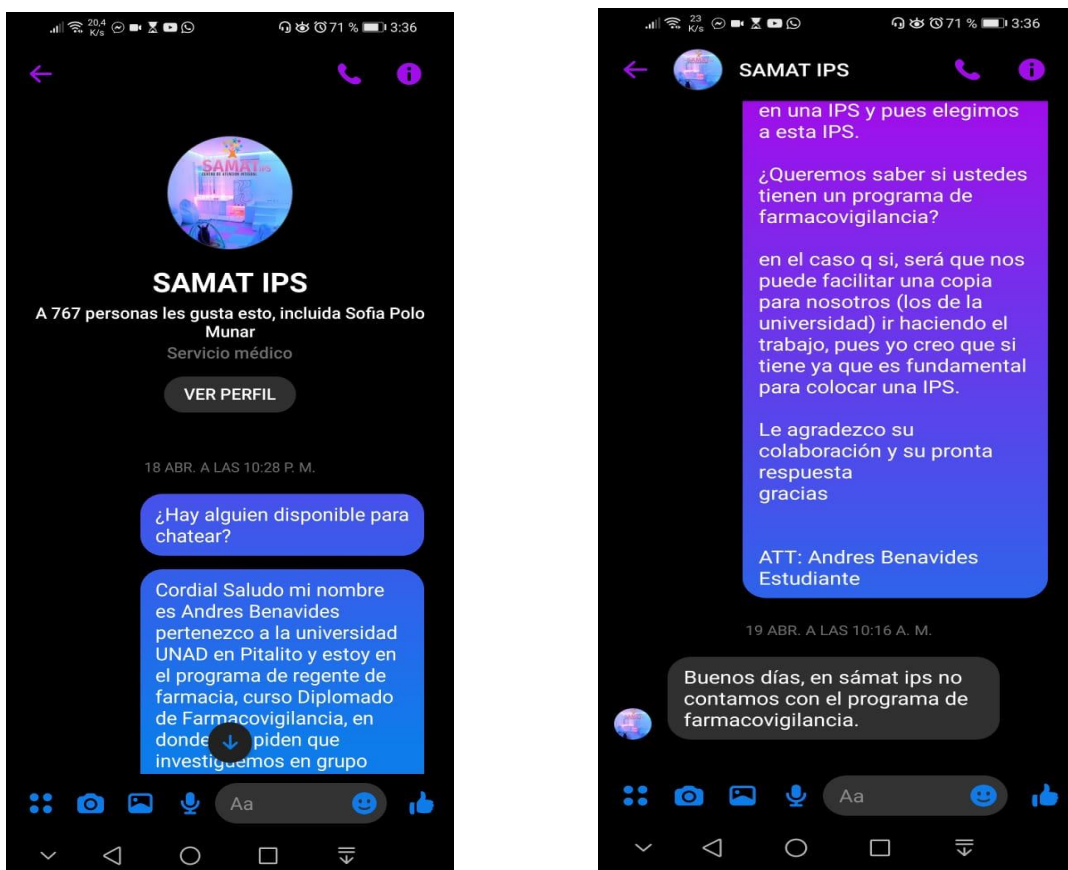 20,4
K/s
71 %
3:36
SAMAT IPS
CENTRO DE ATENCION INTEGRAL
SAMAT IPS
A 767 personas les gusta esto, incluida Sofia Polo
Munar
Servicio médico
VER PERFIL
18 ABR. A LAS 10:28 P. M.
¿Hay alguien disponible para
chatear?
Cordial Saludo mi nombre
es Andres Benavides
pertenezco a la universidad
UNAD en Pitalito y estoy en
el programa de regente de
farmacia, curso Diplomado
de Farmacovigilancia, en
donde piden que
investiguemos en grupo
Aa
23
K/s
71 %
3:36
SAMAT IPS
en una IPS y pues elegimos
a esta IPS.
¿Queremos saber si ustedes
tienen un programa de
farmacovigilancia?
en el caso q si, será que nos
puede facilitar una copia
para nosotros (los de la
universidad) ir haciendo el
trabajo, pues yo creo que si
tiene ya que es fundamental
para colocar una IPS.
Le agradezco su
colaboración y su pronta
respuesta
gracias
ATT: Andres Benavides
Estudiante
19 ABR. A LAS 10:16 A. M.
Buenos días, en sámat ips no
contamos con el programa de
farmacovigilancia.
Aa